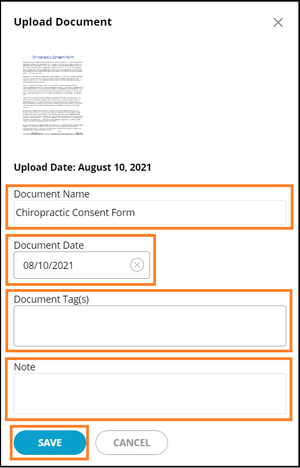 Upload Document
Chiropractic Consent Form
Upload Date: August 10, 2021
Document Name
Chiropractic Consent Form
Document Date
08/10/2021
Document Tag(s)
Note
SAVE
CANCEL